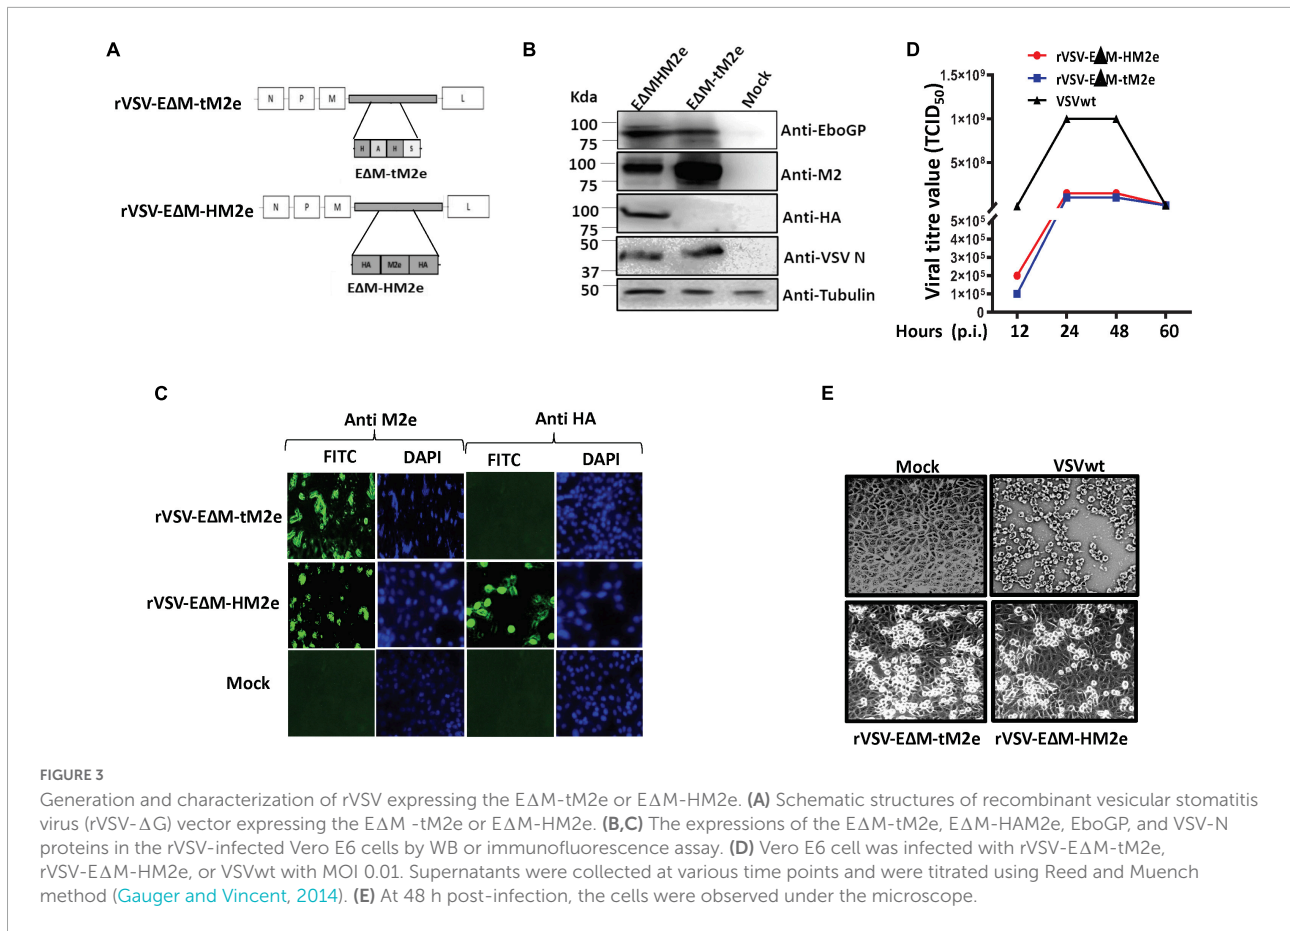 A
rVSV-EΔM-tM2e
N P M L
H A H S
EΔM-tM2e
rVSV-EΔM-HM2e
N P M L
HA M2e HA
EΔM-HM2e
B
EΔMHM2e EΔM-tM2e Mock
Kda
100
75
Anti-EboGP
100
75
Anti-M2
100
75
Anti-HA
50
37
Anti-VSV N
50
Anti-Tubulin
D
rVSV-EΔM-HM2e
rVSV-EΔM-tM2e
VSVwt
Viral titre value (TCID50)
1.5×10⁹
1×10⁹
5×10⁸
5×10⁵
4×10⁵
2×10⁵
1×10⁵
0
Hours (p.i.) 12 24 48 60
C
Anti M2e Anti HA
FITC DAPI FITC DAPI
rVSV-EΔM-tM2e
rVSV-EΔM-HM2e
Mock
E
Mock VSVwt
rVSV-EΔM-tM2e rVSV-EΔM-HM2e
FIGURE 3
Generation and characterization of rVSV expressing the EΔM-tM2e or EΔM-HM2e. (A) Schematic structures of recombinant vesicular stomatitis
virus (rVSV-ΔG) vector expressing the EΔM -tM2e or EΔM-HM2e. (B,C) The expressions of the EΔM-tM2e, EΔM-HAM2e, EboGP, and VSV-N
proteins in the rVSV-infected Vero E6 cells by WB or immunofluorescence assay. (D) Vero E6 cell was infected with rVSV-EΔM-tM2e,
rVSV-EΔM-HM2e, or VSVwt with MOI 0.01. Supernatants were collected at various time points and were titrated using Reed and Muench
method (Gauger and Vincent, 2014). (E) At 48 h post-infection, the cells were observed under the microscope.